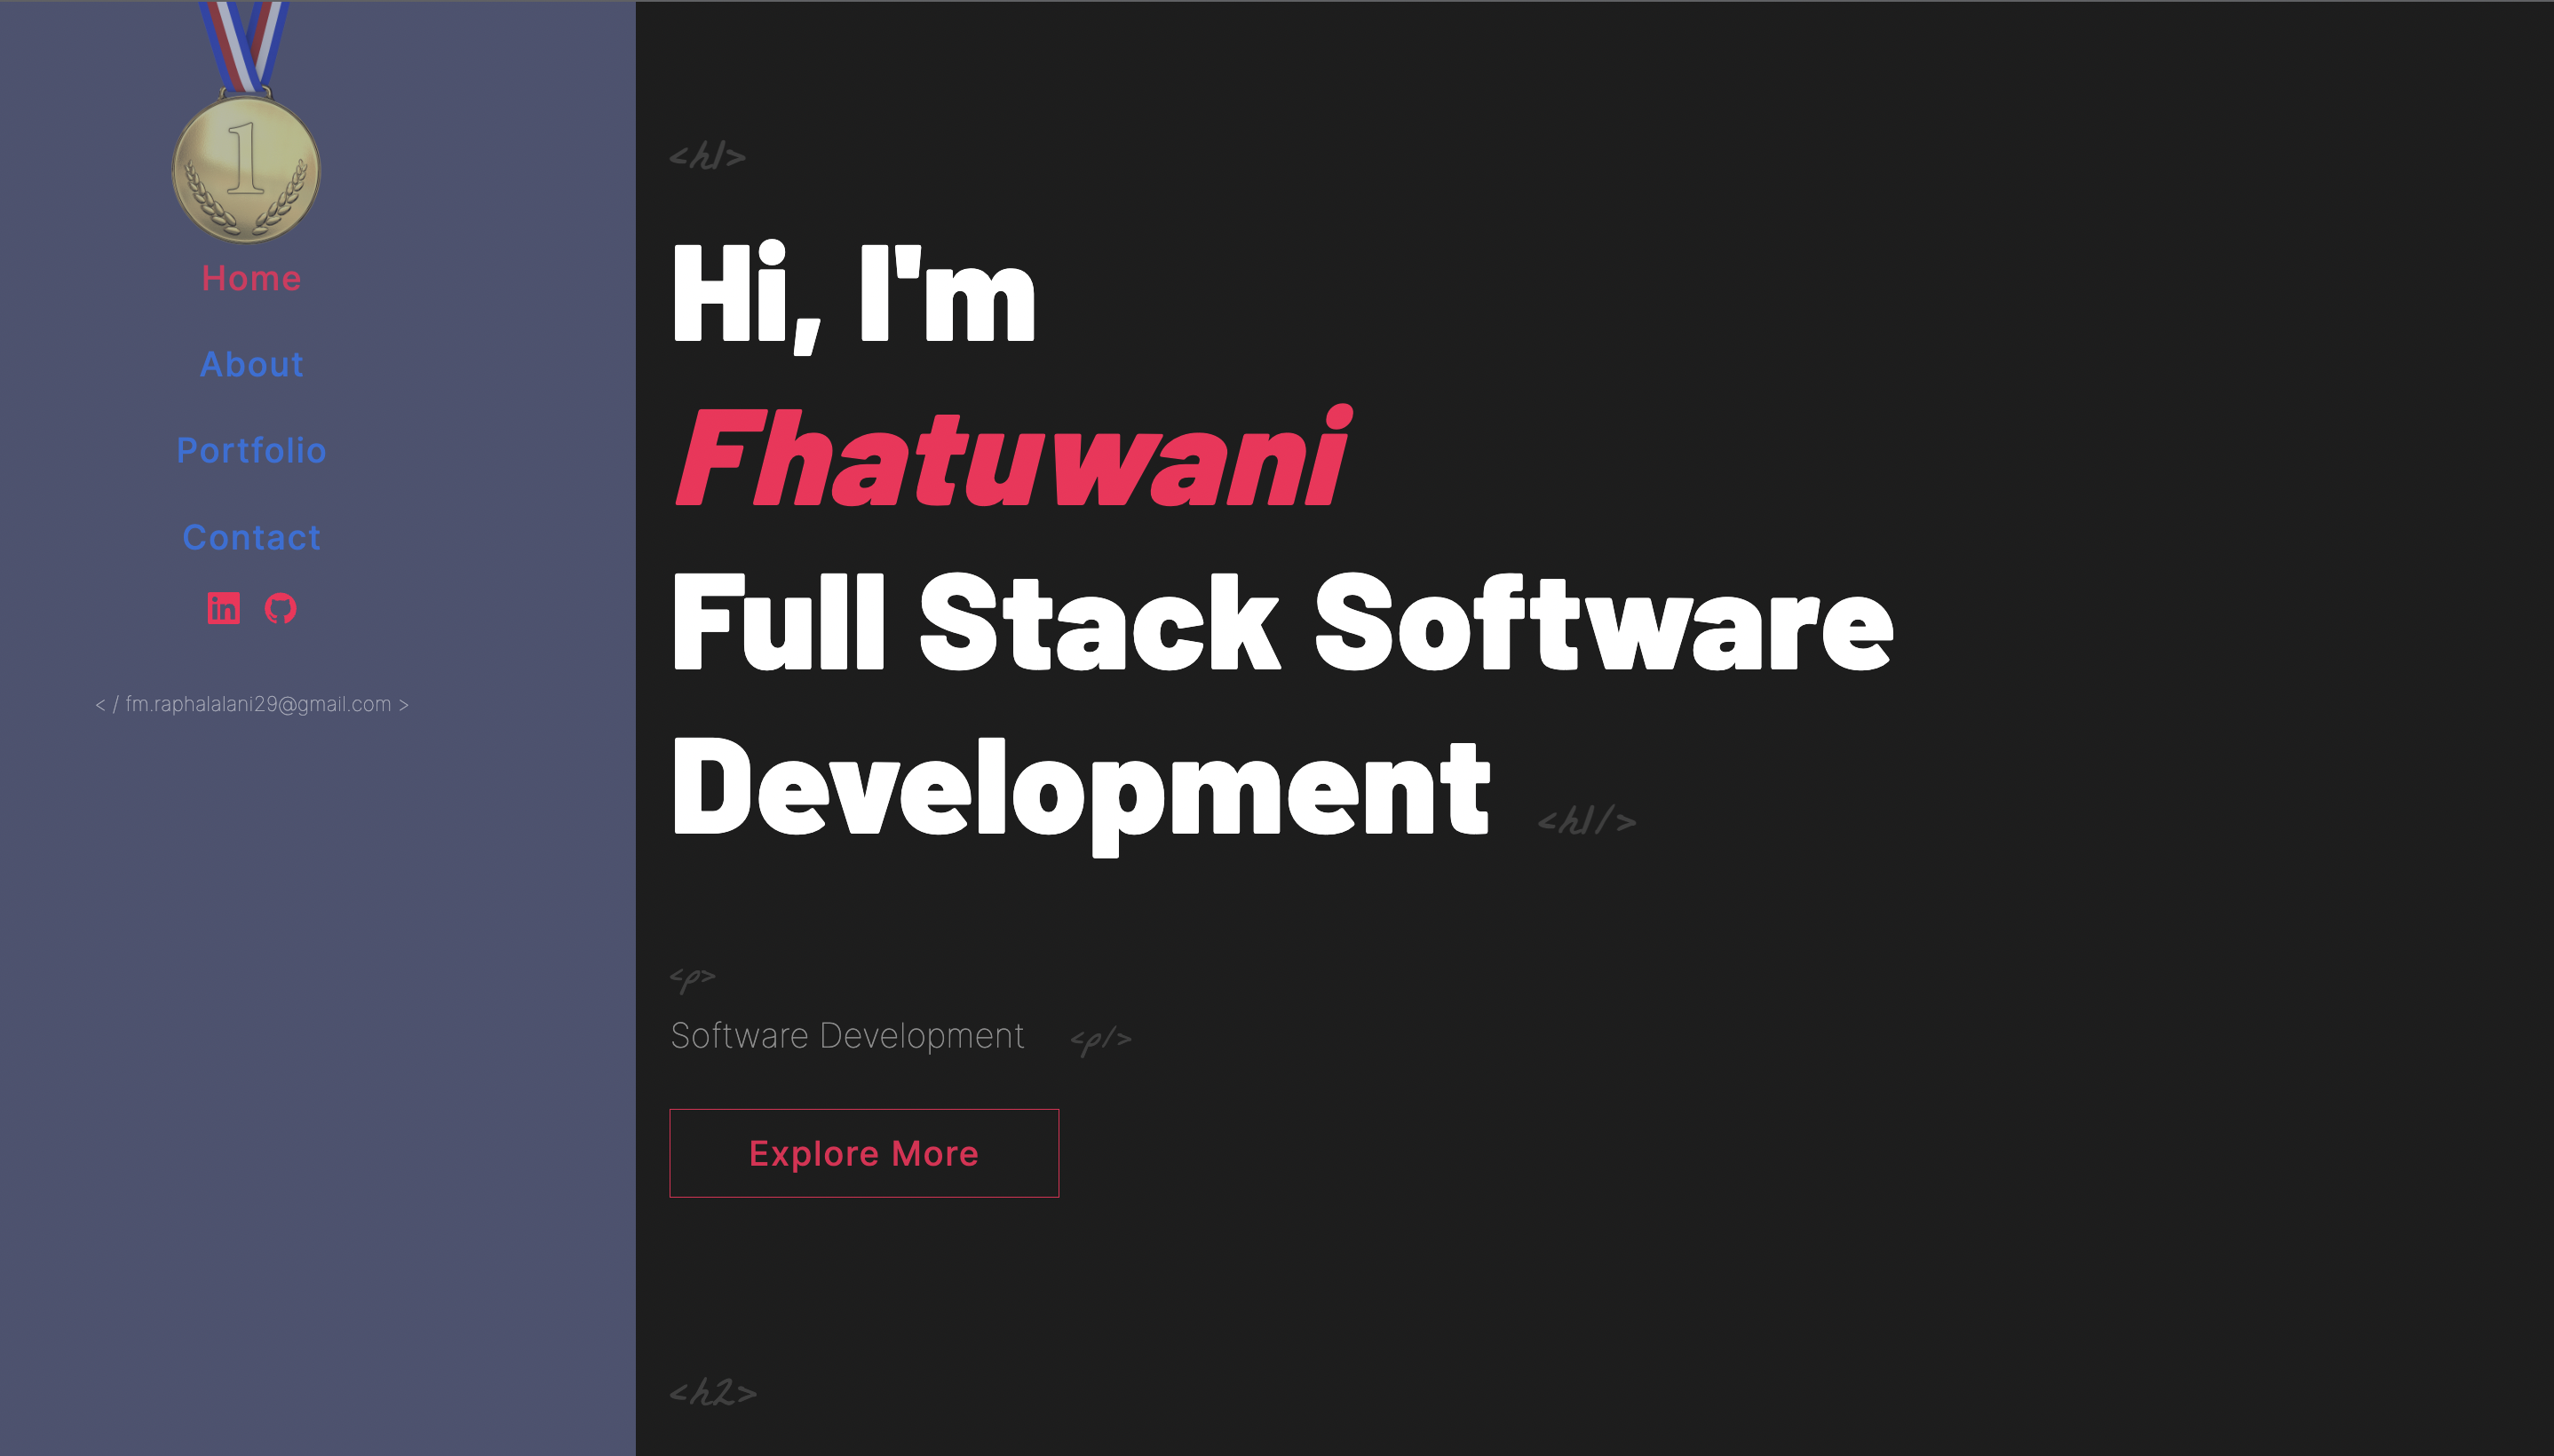 1
Home
About
Portfolio
Contact
in
< / fm.raphalalani29@gmail.com >
<h1>
Hi, I'm
Fhatuwani
Full Stack Software
Development <h1/>
<p>
Software Development <p/>
Explore More
<h2>